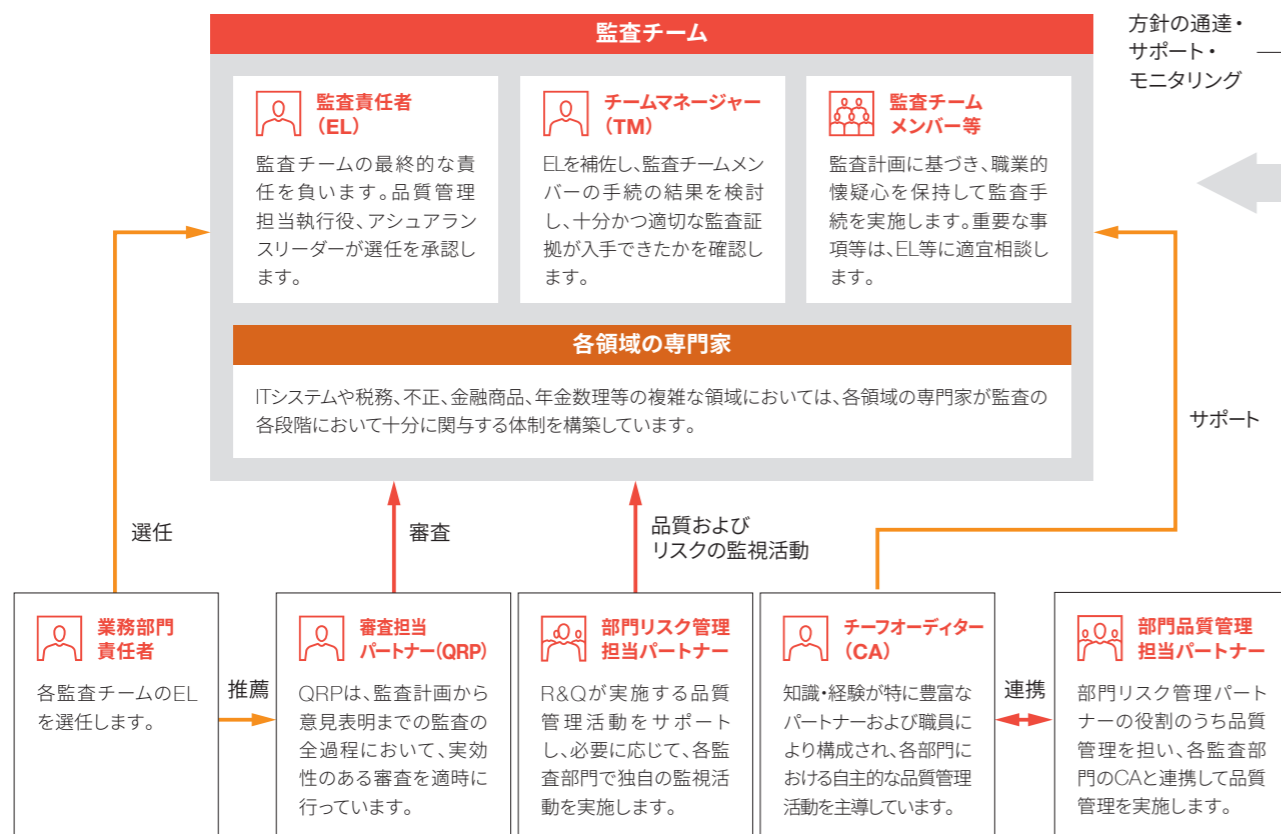 監査チーム
方針の通達・
サポート・
モニタリング
監査責任者
(EL)
監査チームの最終的な責
任を負います。品質管理
担当執行役、アシュアラン
スリーダーが選任を承認し
ます。
チームマネージャー
(TM)
ELを補佐し、監査チームメン
バーの手続の結果を検討
し、十分かつ適切な監査証
拠が入手できたかを確認し
ます。
監査チーム
メンバー等
監査計画に基づき、職業的
懐疑心を保持して監査手
続を実施します。重要な事
項等は、EL等に適宜相談し
ます。
各領域の専門家
ITシステムや税務、不正、金融商品、年金数理等の複雑な領域においては、各領域の専門家が監査の
各段階において十分に関与する体制を構築しています。
サポート
選任
審査
品質および
リスクの監視活動
業務部門
責任者
各監査チームのEL
を選任します。
推薦
審査担当
パートナー(QRP)
QRPは、監査計画から
意見表明までの監査の
全過程において、実効
性のある審査を適時に
行っています。
部門リスク管理
担当パートナー
R&Qが実施する品質
管理活動をサポート
し、必要に応じて、各監
査部門で独自の監視活
動を実施します。
チーフオーディター
(CA)
知識・経験が特に豊富な
パートナーおよび職員に
より構成され、各部門に
おける自主的な品質管理
活動を主導しています。
連携
部門品質管理
担当パートナー
部門リスク管理パート
ナーの役割のうち品質
管理を担い、各監査部
門のCAと連携して品質
管理を実施します。